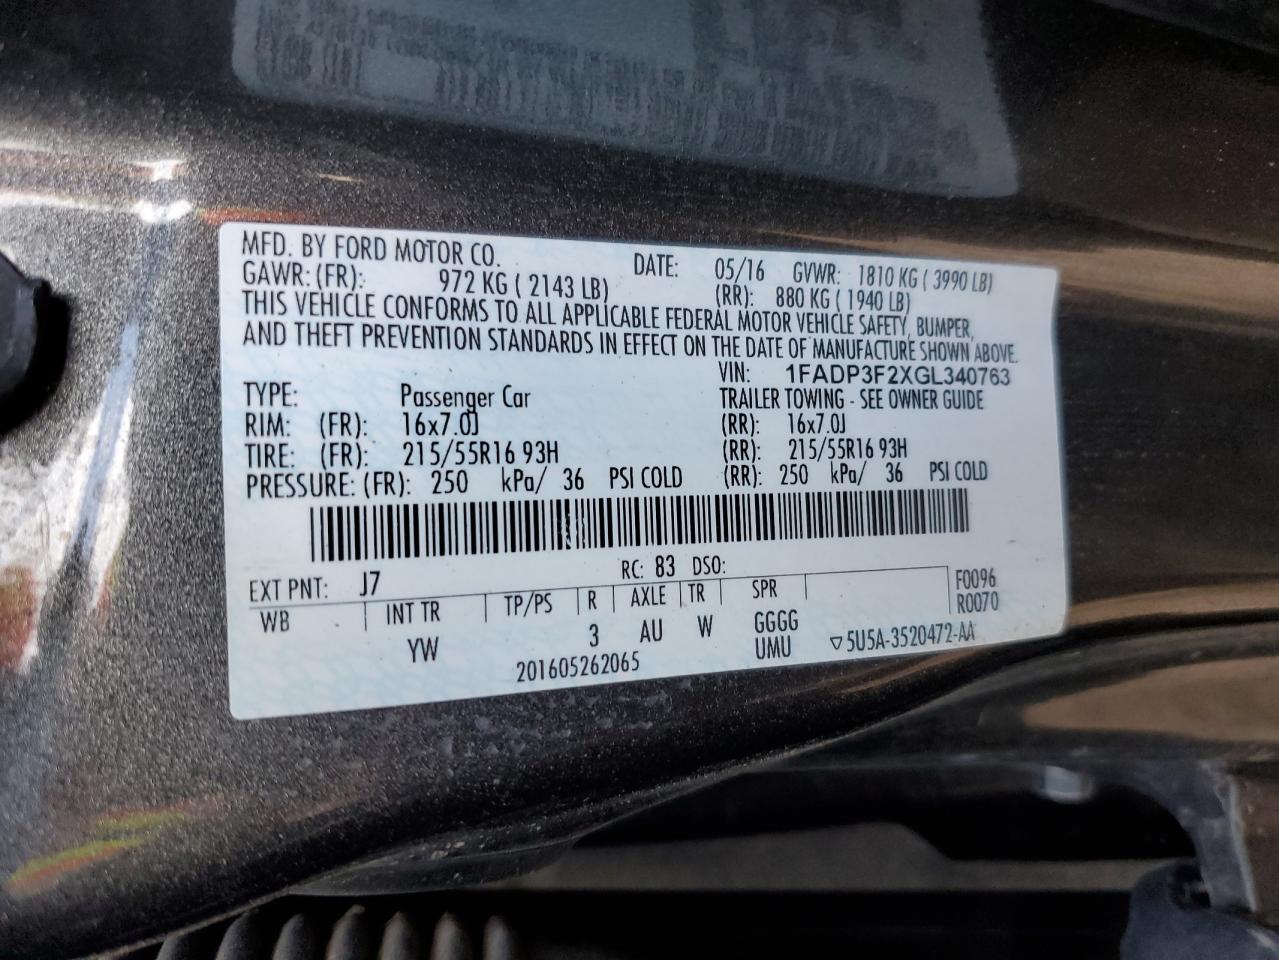 MFD. BY FORD MOTOR CO. DATE: 05/16 GVWR: 1810 KG ( 3990 LB)
GAWR: (FR): 972 KG ( 2143 LB) (RR): 880 KG ( 1940 LB)
THIS VEHICLE CONFORMS TO ALL APPLICABLE FEDERAL MOTOR VEHICLE SAFETY, BUMPER,
AND THEFT PREVENTION STANDARDS IN EFFECT ON THE DATE OF MANUFACTURE SHOWN ABOVE.
VIN: 1FADP3F2XGL340763
TYPE: Passenger Car TRAILER TOWING - SEE OWNER GUIDE
RIM: (FR): 16x7.0J (RR): 16x7.0J
TIRE: (FR): 215/55R16 93H (RR): 215/55R16 93H
PRESSURE: (FR): 250 kPa/ 36 PSI COLD (RR): 250 kPa/ 36 PSI COLD
EXT PNT: J7 RC: 83 DSO:
WB INT TR TP/PS R AXLE TR SPR F0096
R0070
YW 3 AU W GGGG
UMU ▽5U5A-3520472-AA
201605262065